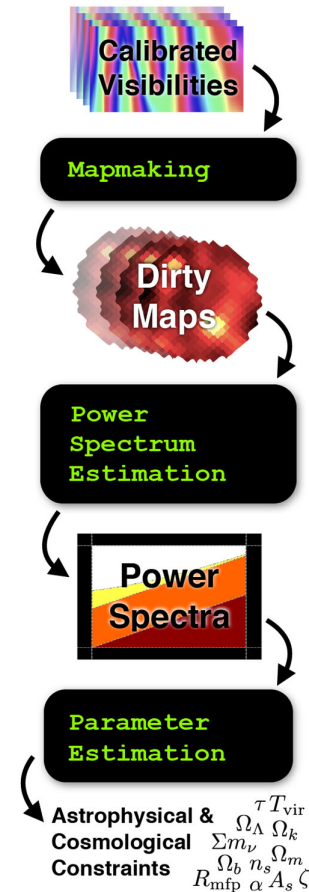 Calibrated
Visibilities
Mapmaking
Dirty
Maps
Power
Spectrum
Estimation
Power
Spectra
Parameter
Estimation
Astrophysical &
Cosmological
Constraints
τ T_vir
Ω_Λ Ω_k
Σm_ν
Ω_b n_s Ω_m
R_mfp α A_s ζ